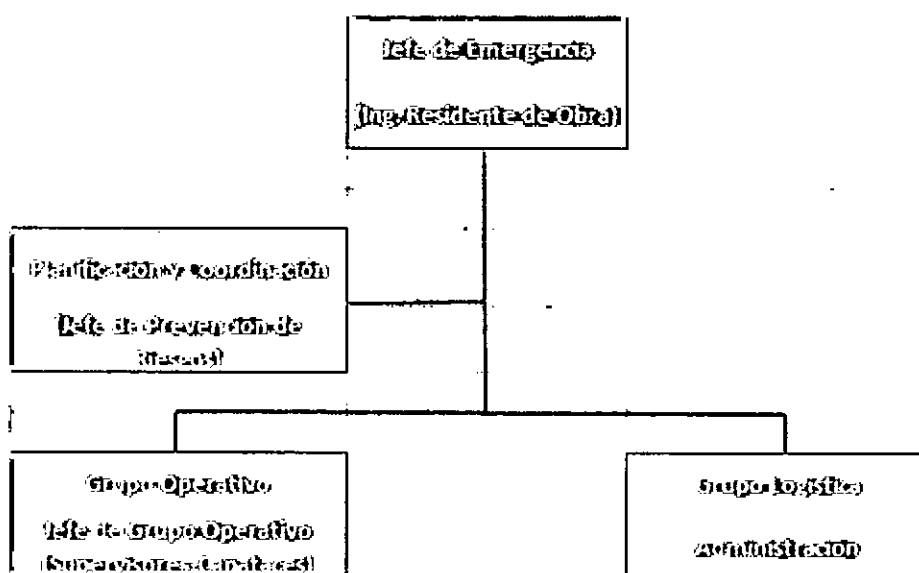 Jefe de Emergencia
(Ing. Residente de Obra)
Planificación y Coordinación
(Jefe de Prevención de
Riesgos)
Grupo Operativo
Jefe de Grupo Operativo
(Supervisores-Capataces)
Grupo Logística
Administración